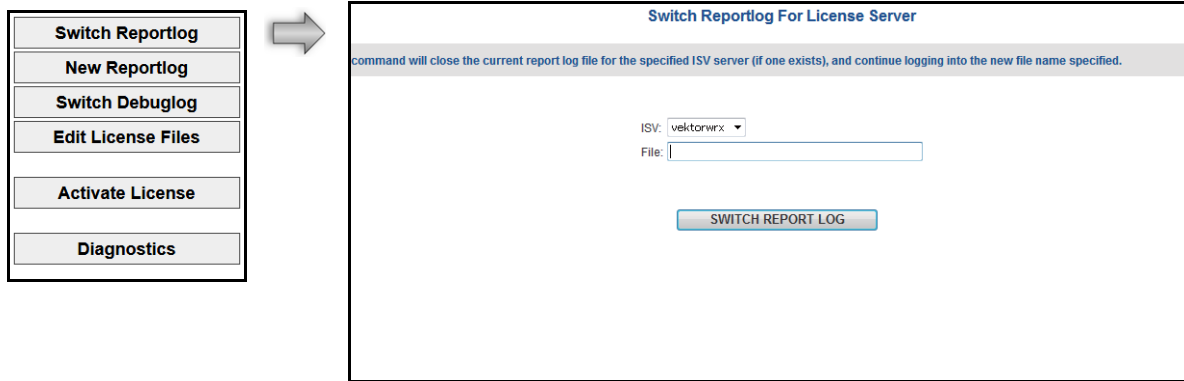 Switch Reportlog
New Reportlog
Switch Debuglog
Edit License Files
Activate License
Diagnostics
Switch Reportlog For License Server
command will close the current report log file for the specified ISV server (if one exists), and continue logging into the new file name specified.
ISV: vektorwrx
File:
SWITCH REPORT LOG